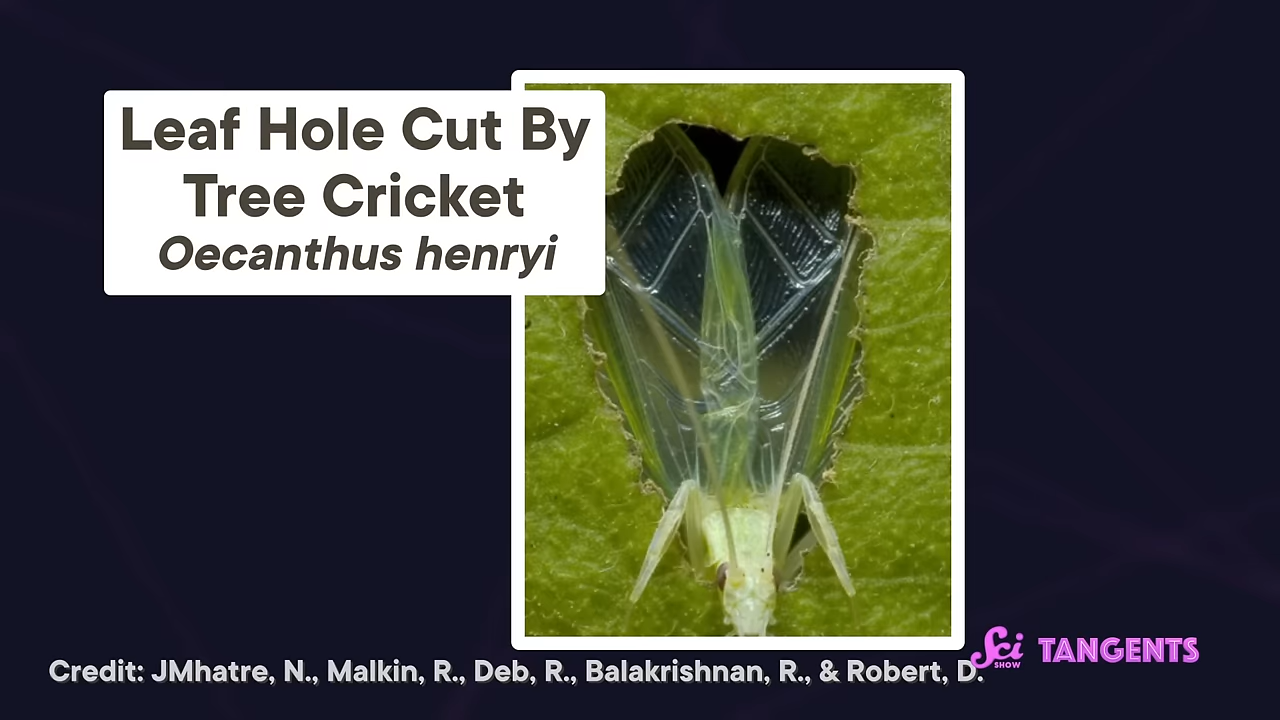 Leaf Hole Cut By
Tree Cricket
Oecanthus henryi
Credit: JMhatre, N., Malkin, R., Deb, R., Balakrishnan, R., & Robert, D.
Sci
SHOW
TANGENTS